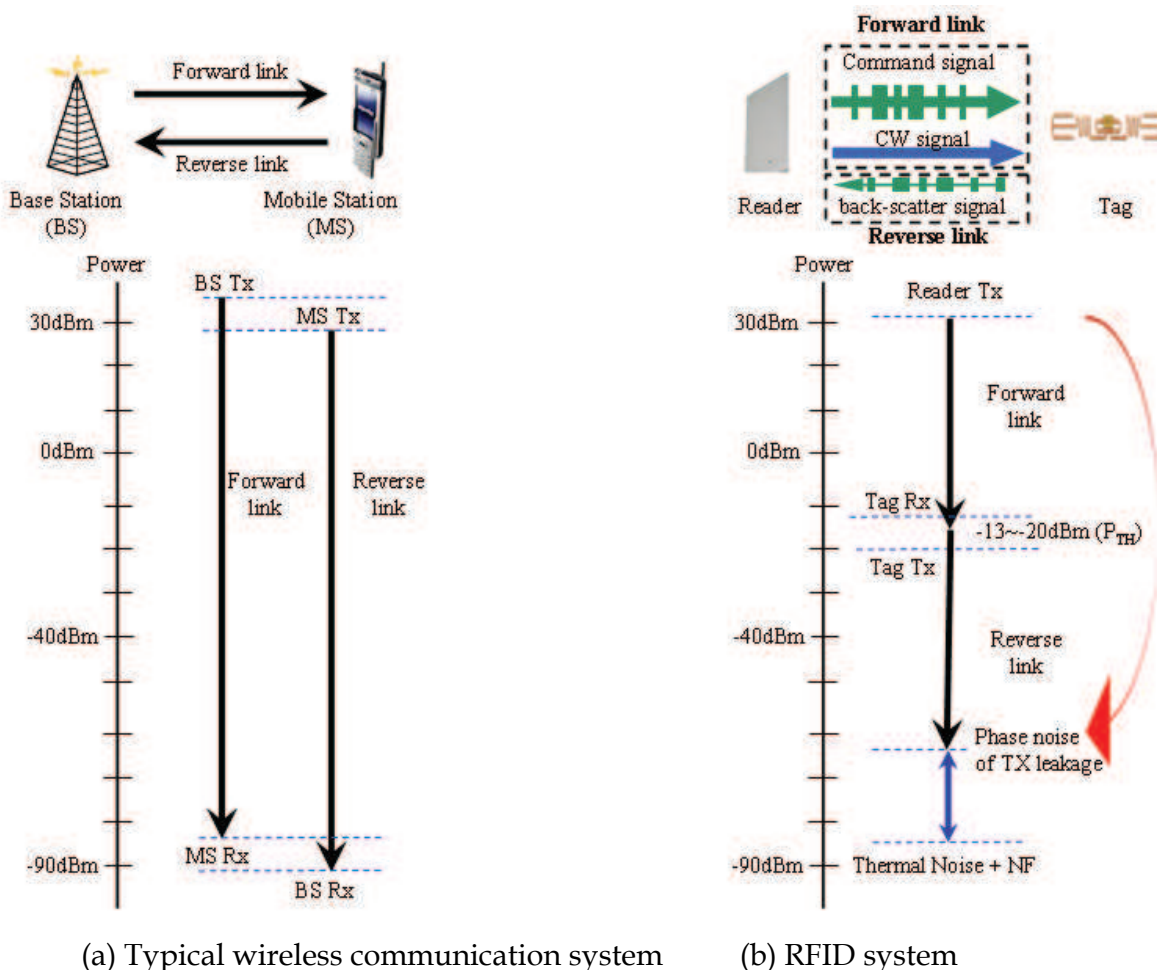 Forward link
Reverse link
Base Station
(BS)
Mobile Station
(MS)
Power
30dBm
0dBm
-40dBm
-90dBm
BS Tx
MS Tx
Forward
link
Reverse
link
MS Rx
BS Rx
Forward link
Command signal
CW signal
back-scatter signal
Reverse link
Reader
Tag
Power
30dBm
0dBm
-40dBm
-90dBm
Reader Tx
Forward
link
Tag Rx
-13~-20dBm (PTH)
Tag Tx
Reverse
link
Phase noise
of TX leakage
Thermal Noise + NF
(a) Typical wireless communication system
(b) RFID system